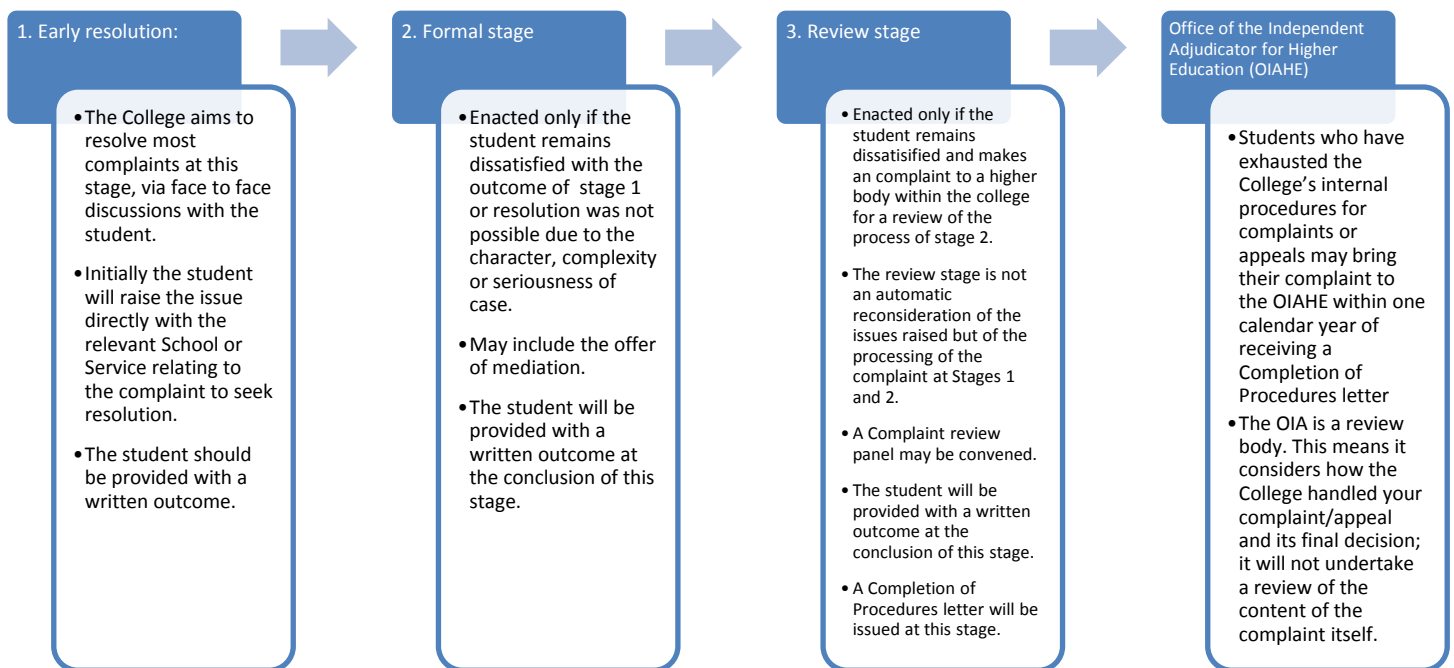 1. Early resolution:
•The College aims to
resolve most
complaints at this
stage, via face to face
discussions with the
student.
•Initially the student
will raise the issue
directly with the
relevant School or
Service relating to
the complaint to seek
resolution.
•The student should
be provided with a
written outcome.
2. Formal stage
•Enacted only if the
student remains
dissatisfied with the
outcome of stage 1
or resolution was not
possible due to the
character, complexity
or seriousness of
case.
•May include the offer
of mediation.
•The student will be
provided with a
written outcome at
the conclusion of this
stage.
3. Review stage
• Enacted only if the
student remains
dissatisified and makes
an complaint to a higher
body within the college
for a review of the
process of stage 2.
• The review stage is not
an automatic
reconsideration of the
issues raised but of the
processing of the
complaint at Stages 1
and 2.
• A Complaint review
panel may be convened.
• The student will be
provided with a written
outcome at the
conclusion of this stage.
• A Completion of
Procedures letter will be
issued at this stage.
Office of the Independent
Adjudicator for Higher
Education (OIAHE)
•Students who have
exhausted the
College’s internal
procedures for
complaints or
appeals may bring
their complaint to
the OIAHE within one
calendar year of
receiving a
Completion of
Procedures letter
•The OIA is a review
body. This means it
considers how the
College handled your
complaint/appeal
and its final decision;
it will not undertake
a review of the
content of the
complaint itself.